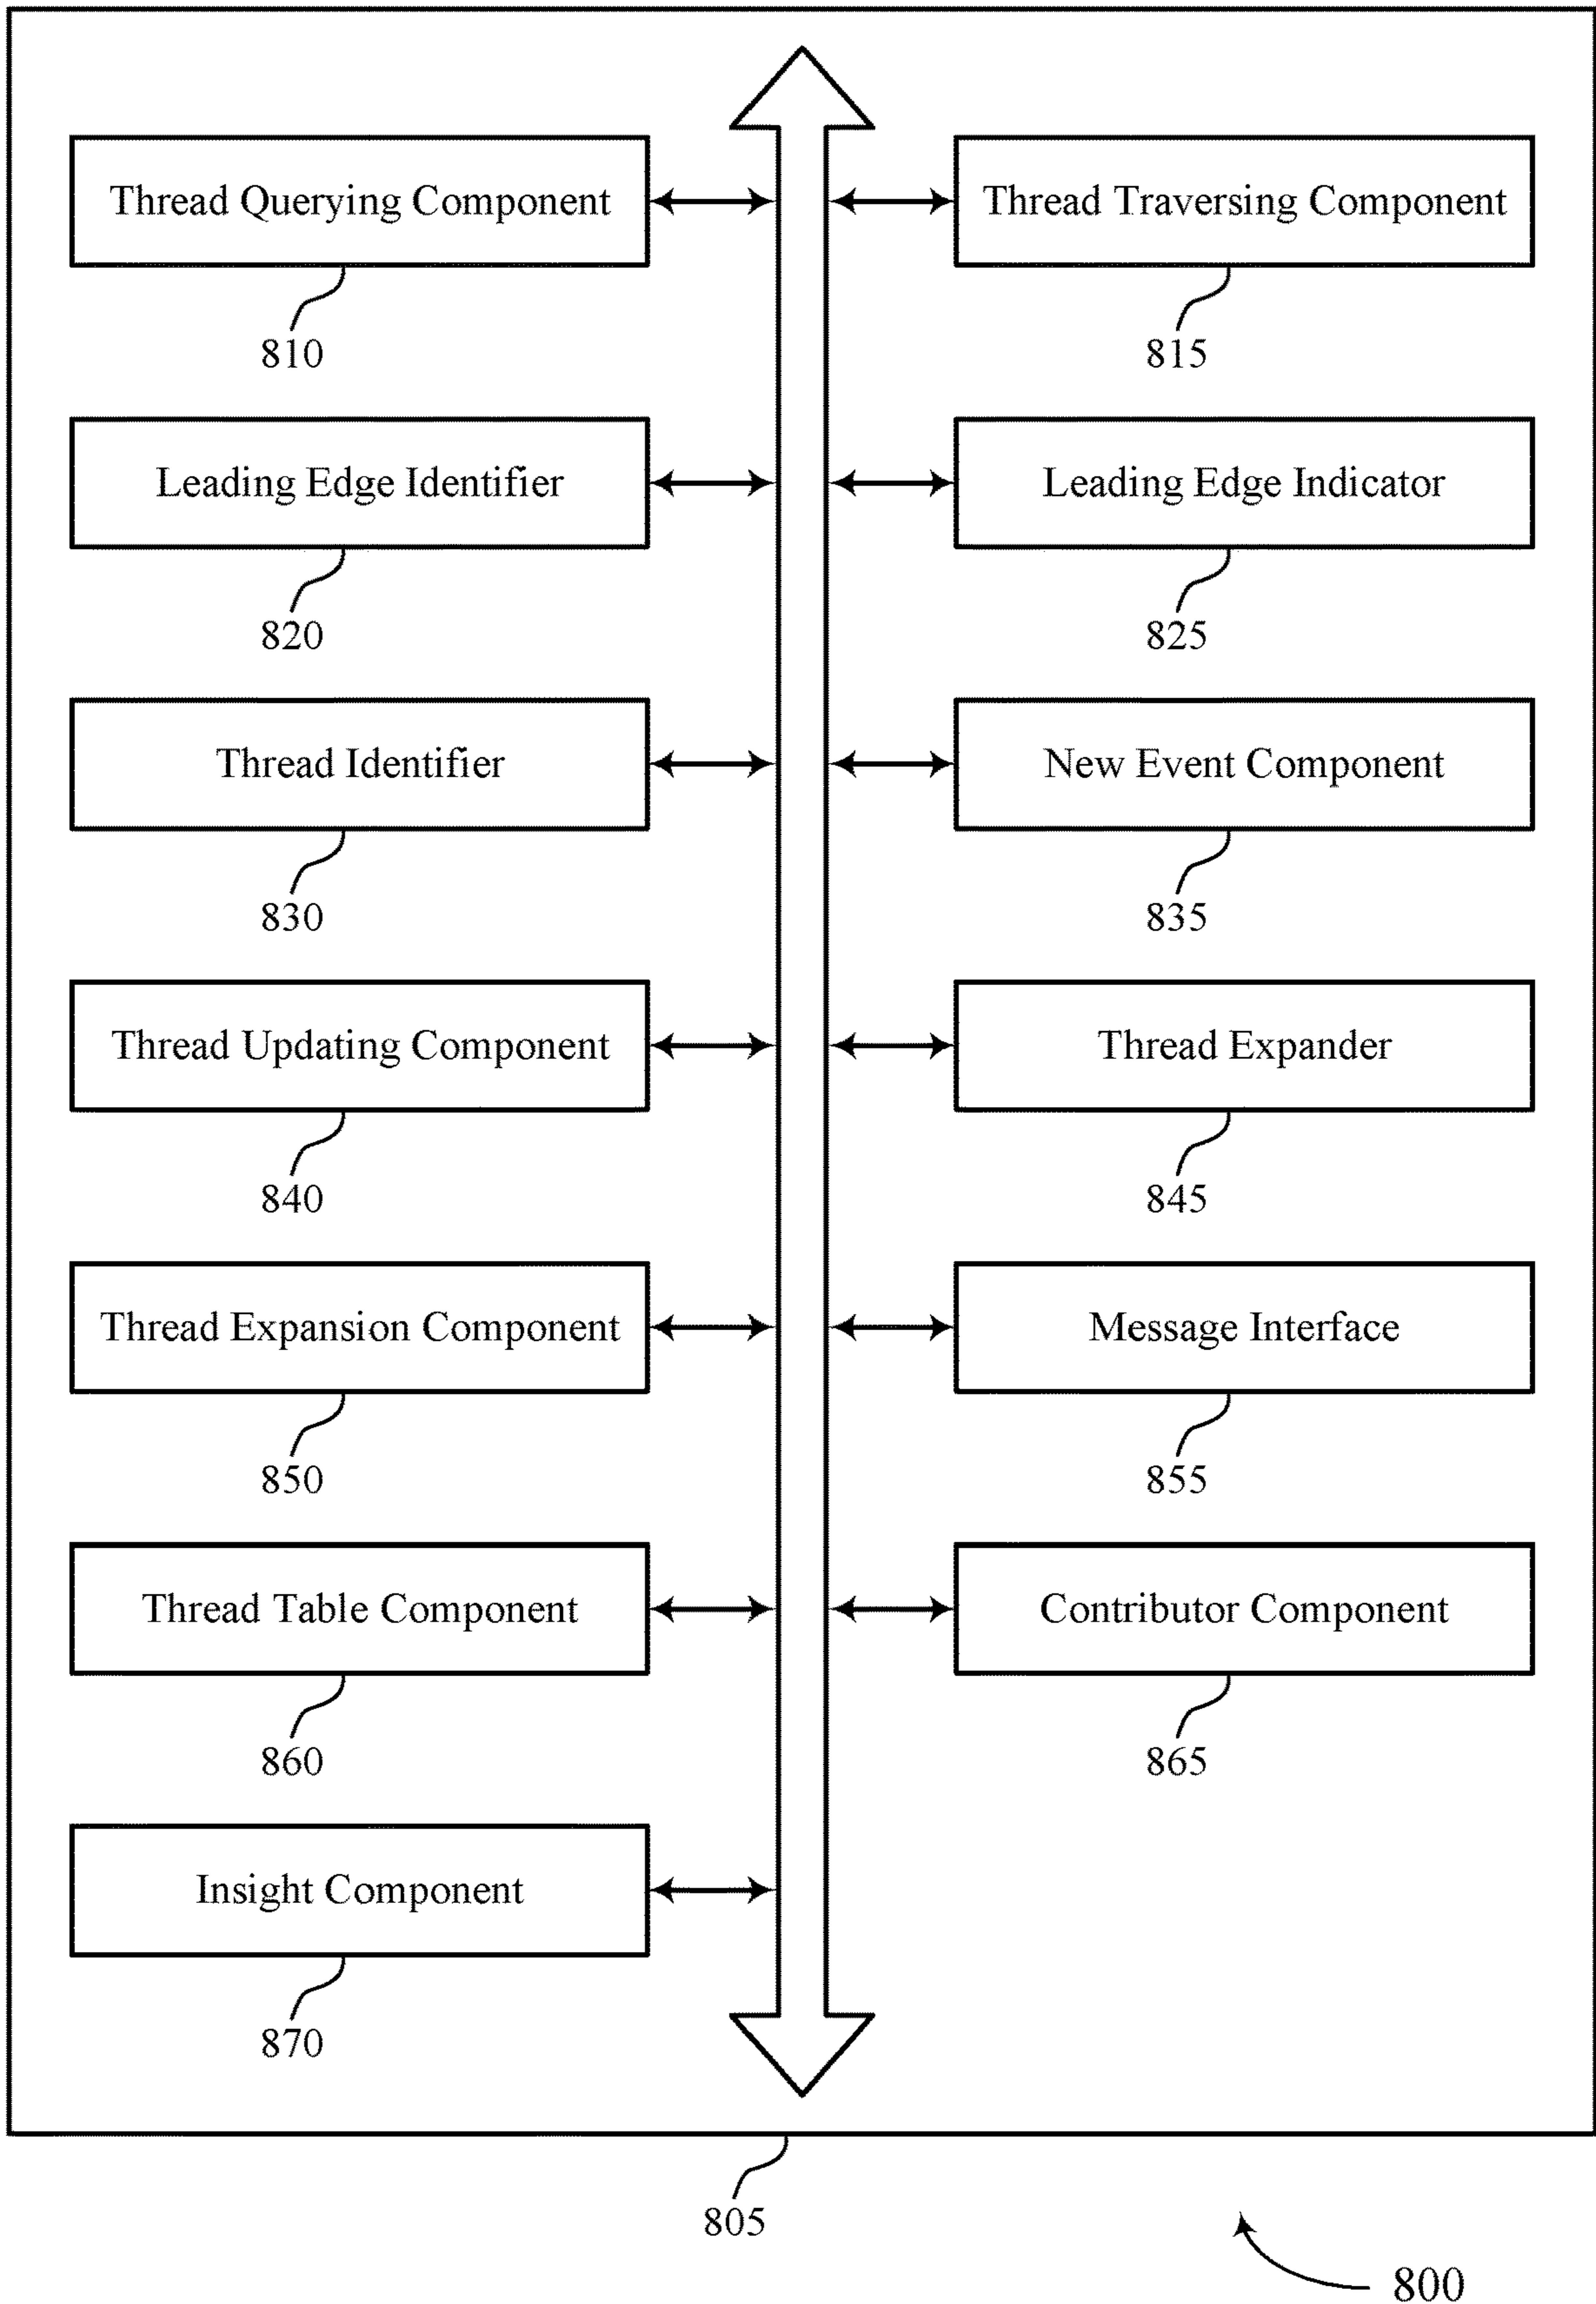 Thread Querying Component
Thread Traversing Component
810
815
Leading Edge Identifier
Leading Edge Indicator
820
825
Thread Identifier
New Event Component
830
835
Thread Updating Component
Thread Expander
840
845
Thread Expansion Component
Message Interface
850
855
Thread Table Component
Contributor Component
860
865
Insight Component
870
805
800